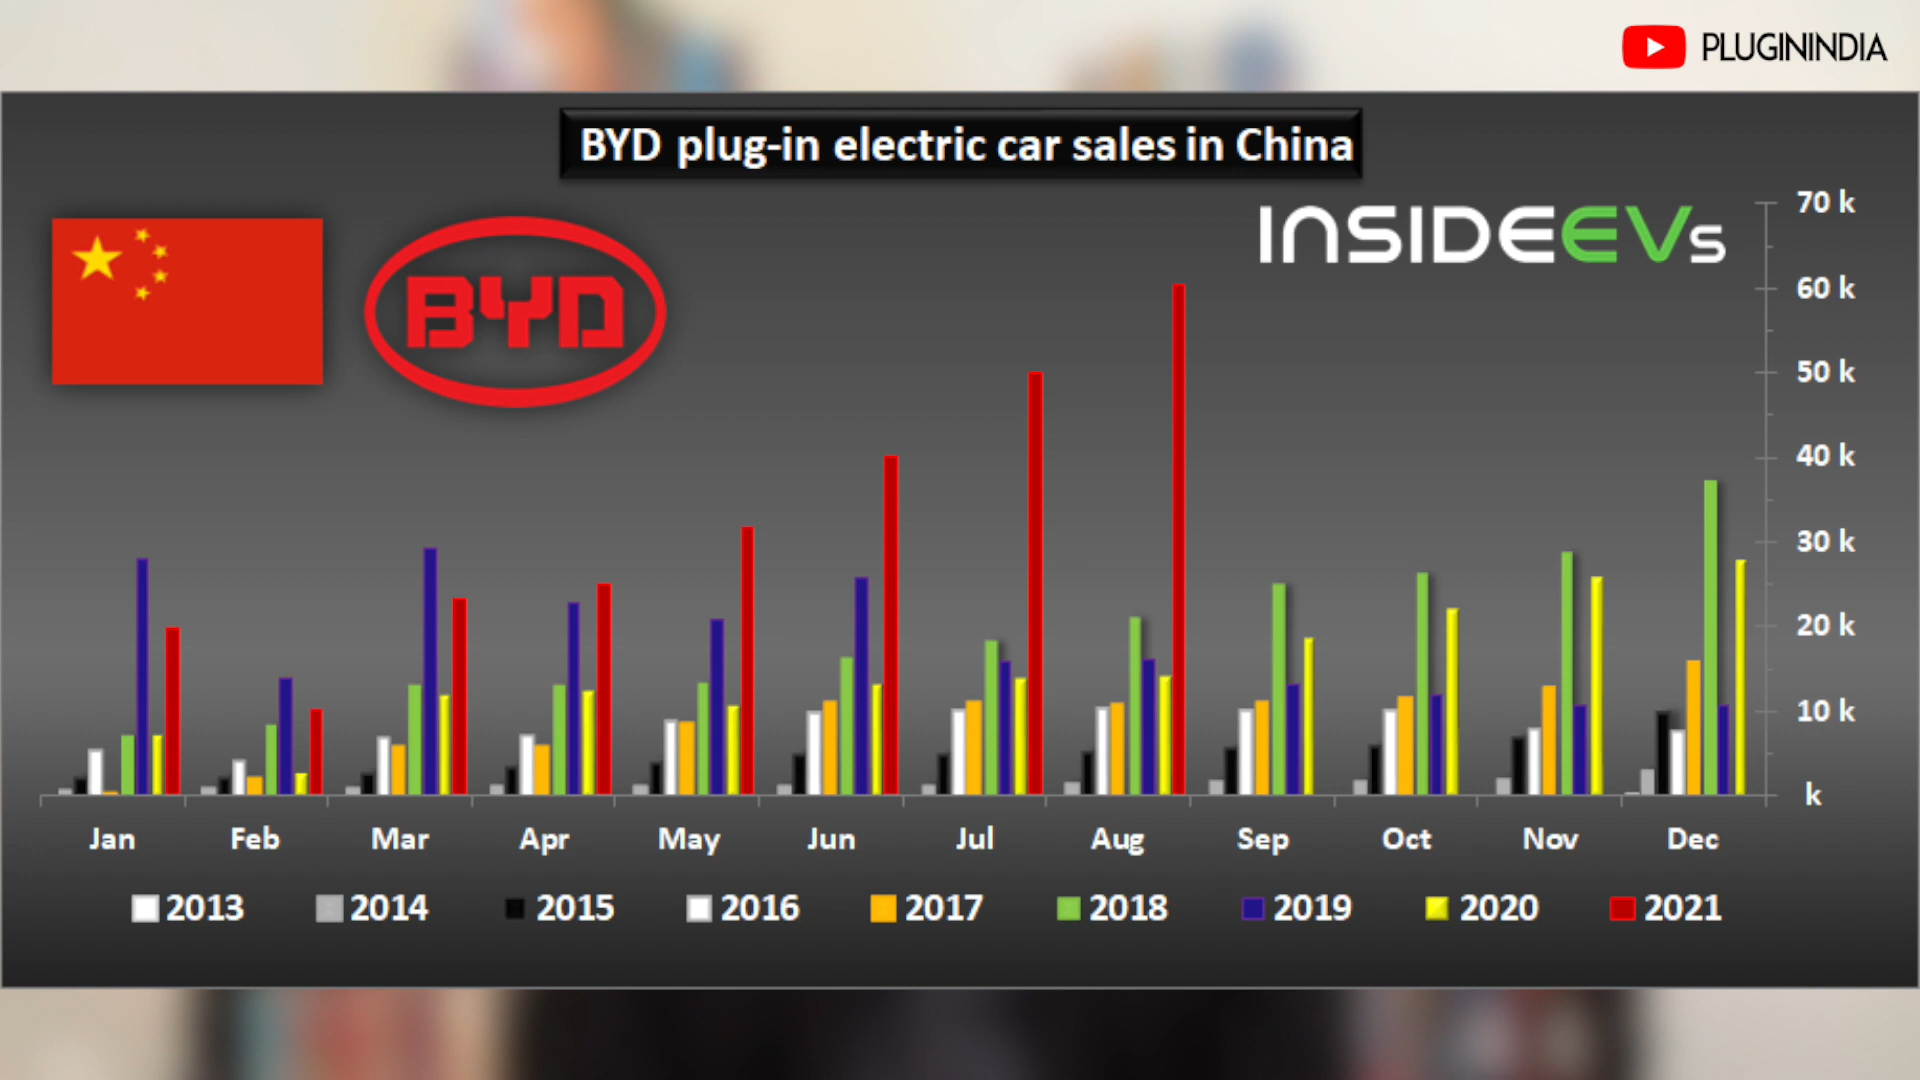 PLUGININDIA
BYD plug-in electric car sales in China
BYD
INSIDEEVs
70 k
60 k
50 k
40 k
30 k
20 k
10 k
k
Jan Feb Mar Apr May Jun Jul Aug Sep Oct Nov Dec
2013 2014 2015 2016 2017 2018 2019 2020 2021